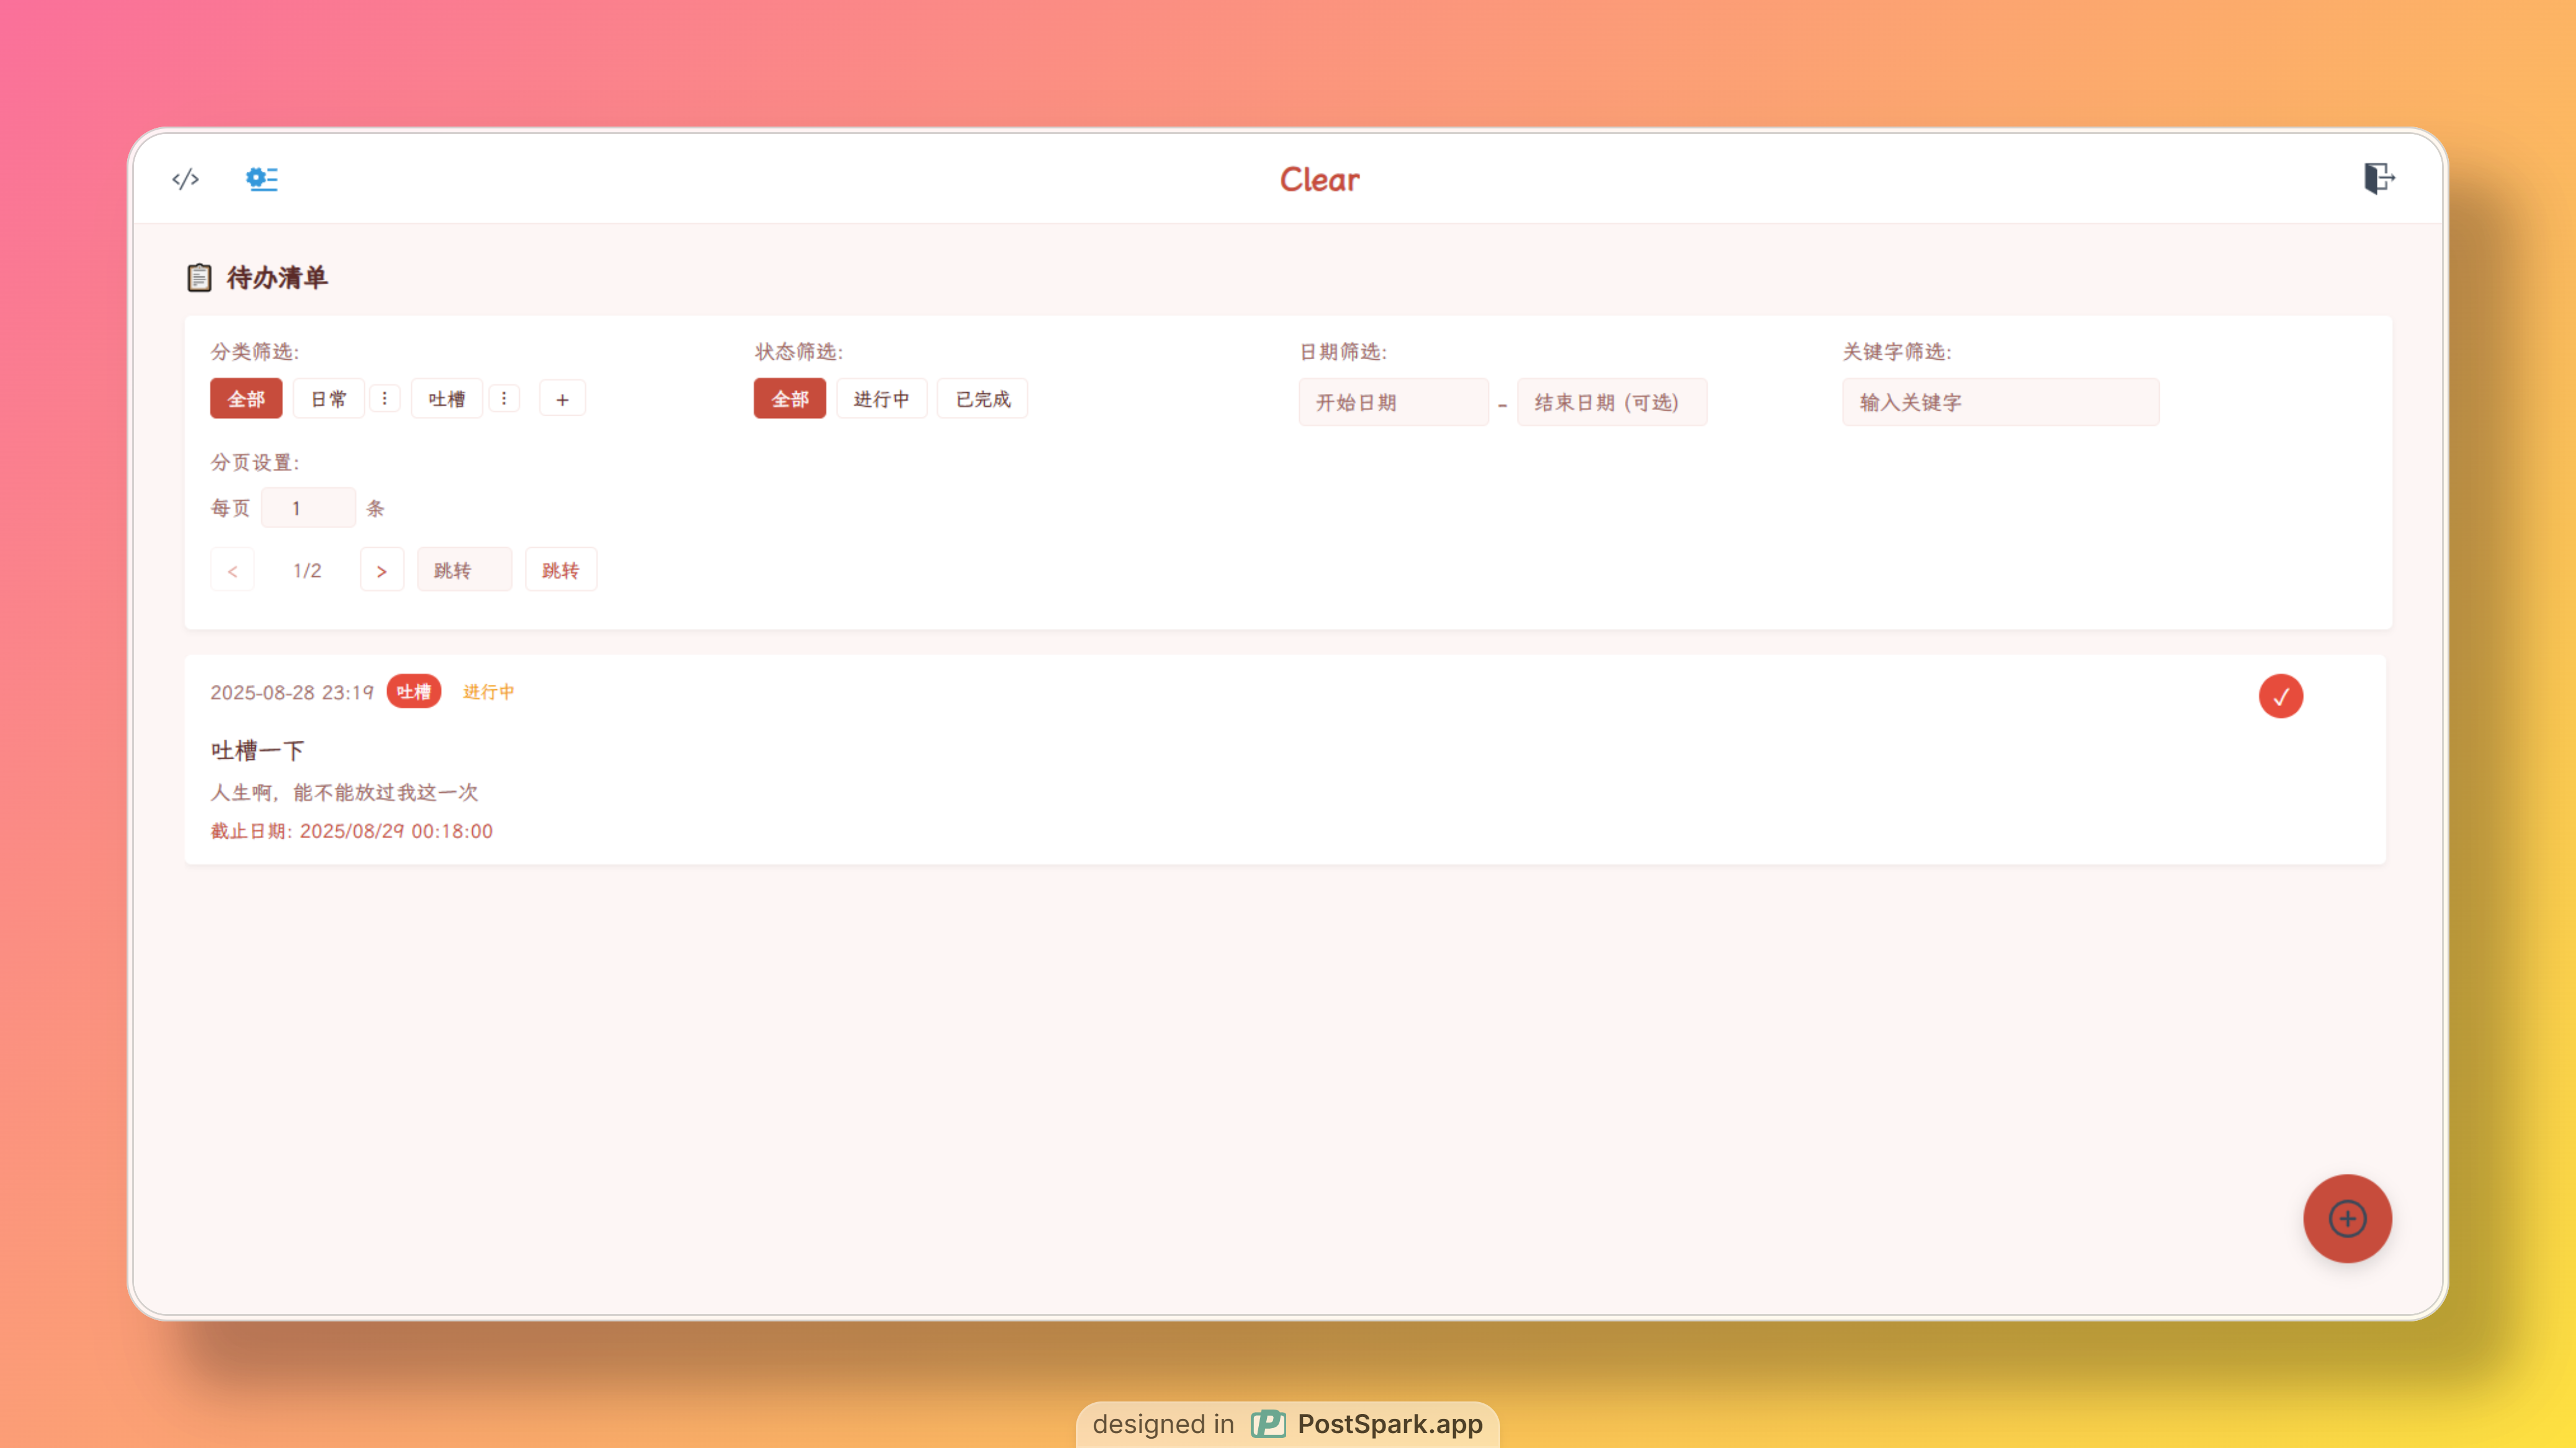 </>
Clear
📋 待办清单
分类筛选:
全部 日常 ⋮ 吐槽 ⋮ +
状态筛选:
全部 进行中 已完成
日期筛选:
开始日期 - 结束日期 (可选)
关键字筛选:
输入关键字
分页设置:
每页 1 条
< 1/2 > 跳转 跳转
2025-08-28 23:19 吐槽 进行中
吐槽一下
人生啊，能不能放过我这一次
截止日期: 2025/08/29 00:18:00
designed in PostSpark.app